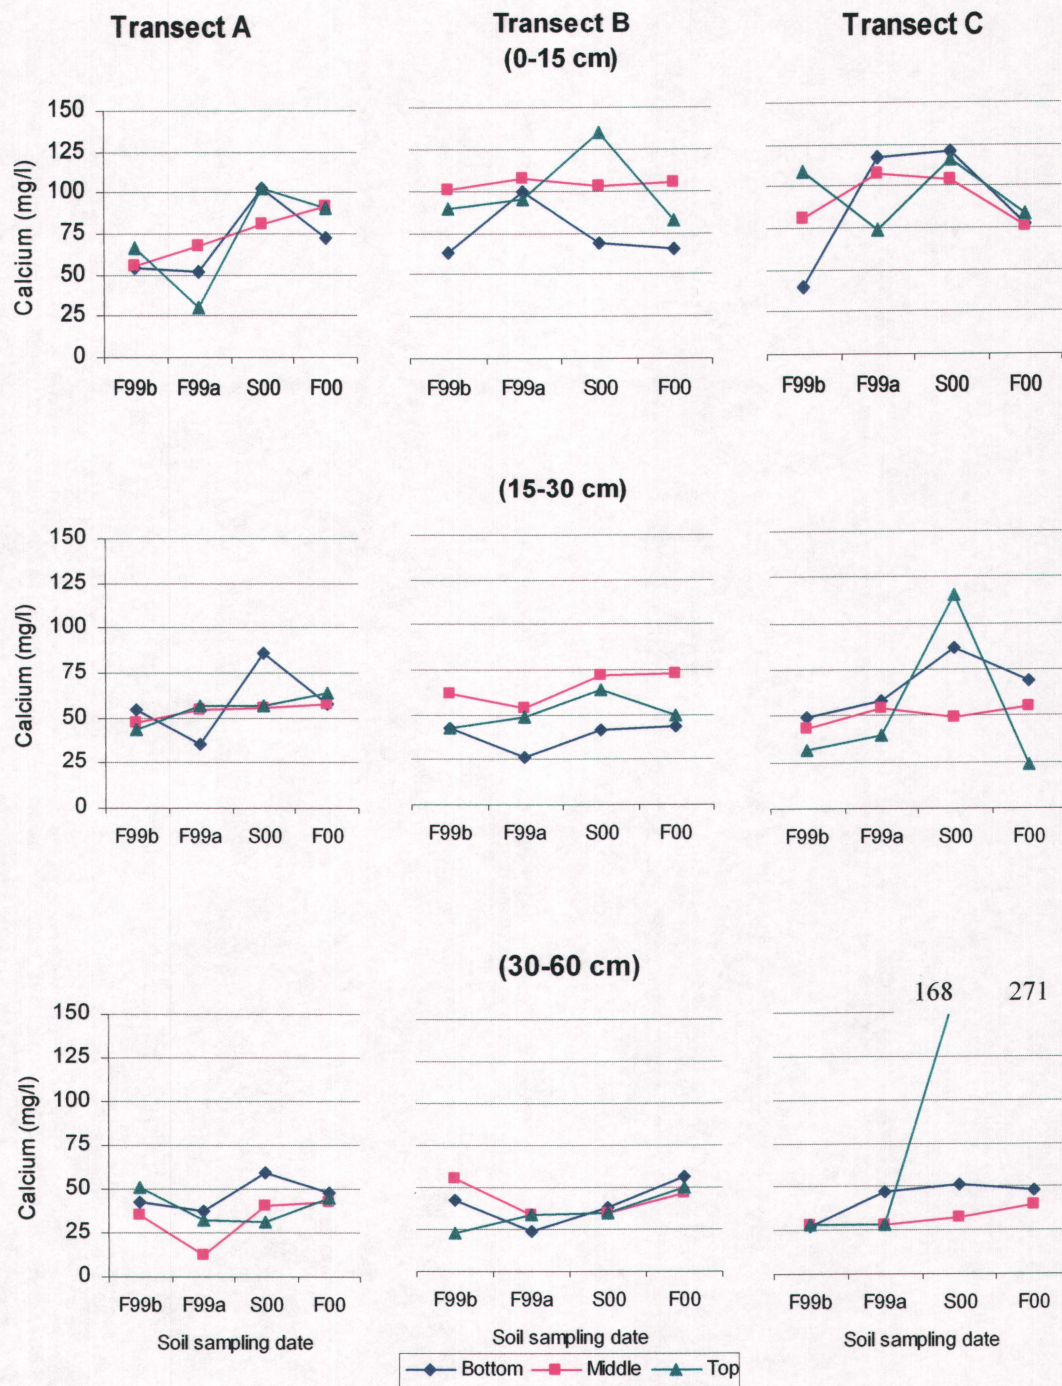 Transect A Transect B Transect C
(0-15 cm)
Calcium (mg/l)
150
125
100
75
50
25
0
F99b F99a S00 F00
F99b F99a S00 F00
F99b F99a S00 F00
(15-30 cm)
Calcium (mg/l)
150
125
100
75
50
25
0
F99b F99a S00 F00
F99b F99a S00 F00
F99b F99a S00 F00
(30-60 cm)
168 271
Calcium (mg/l)
150
125
100
75
50
25
0
F99b F99a S00 F00
F99b F99a S00 F00
F99b F99a S00 F00
Soil sampling date Soil sampling date Soil sampling date
Bottom Middle Top